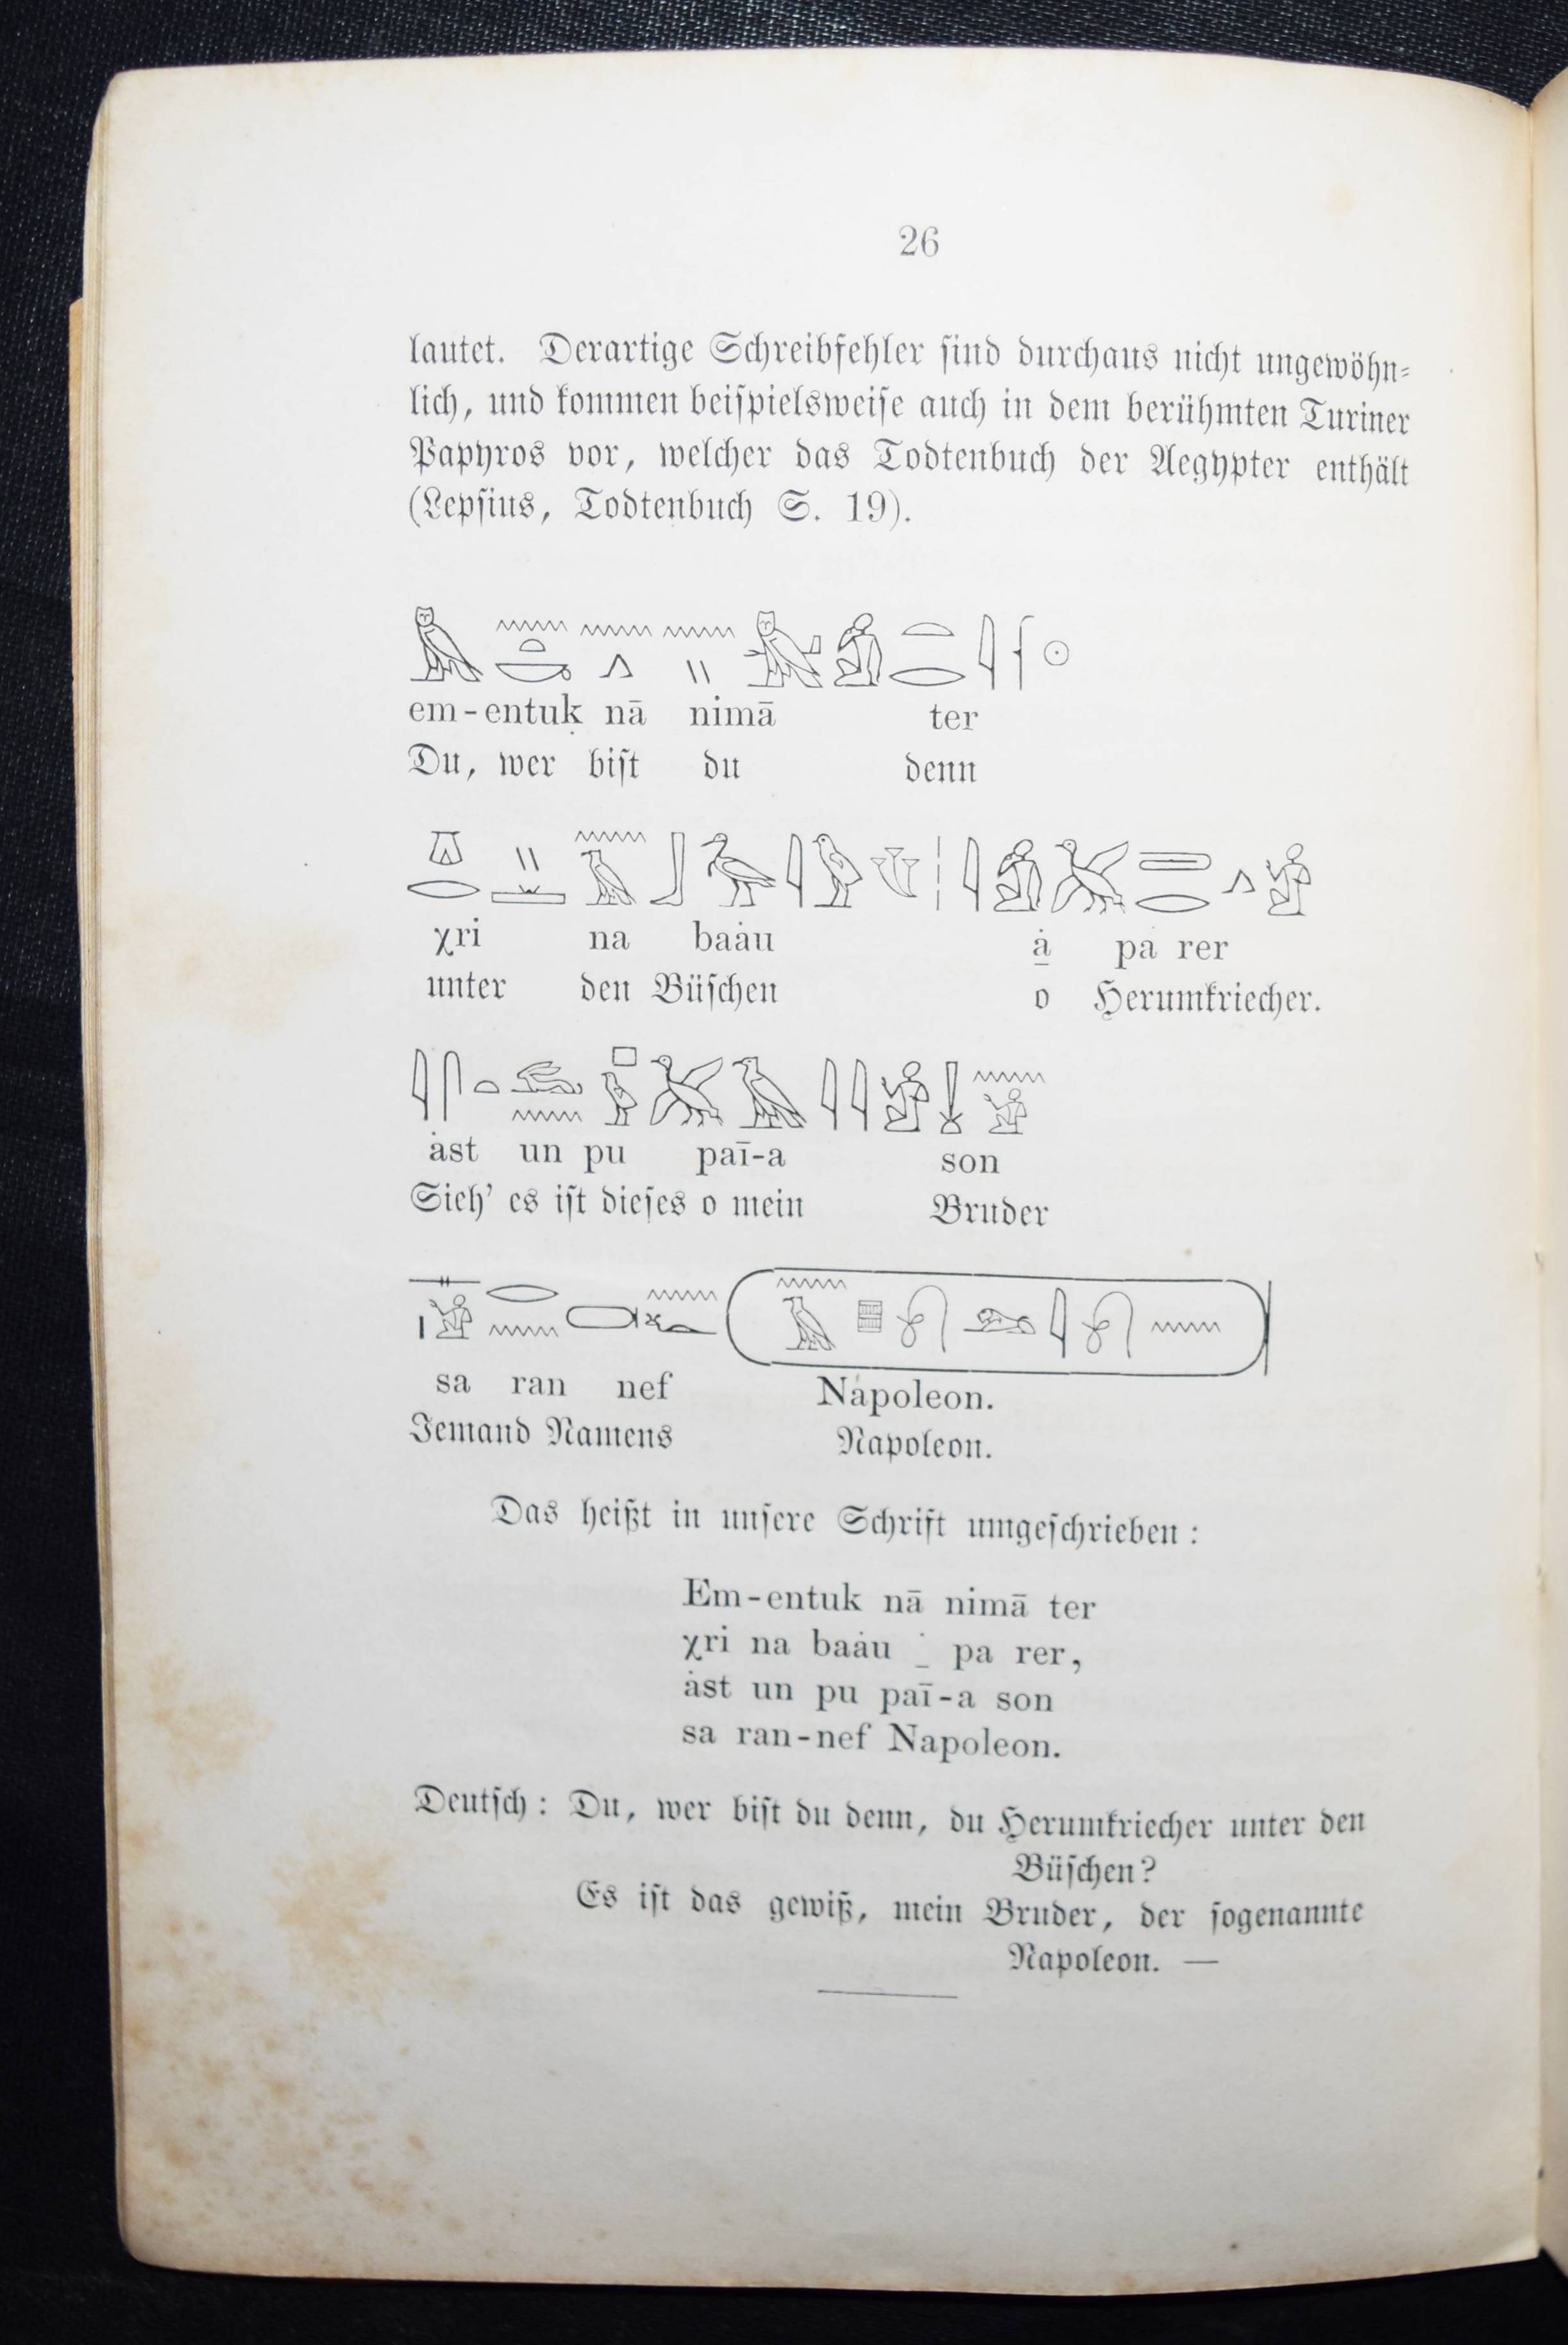 26
lautet. Derartige Schreibfehler sind durchaus nicht ungewöhn-
lich, und kommen beispielsweise auch in dem berühmten Turiner
Papyros vor, welcher das Todtenbuch der Aegypter enthält
(Lepsius, Todtenbuch S. 19).
em-entuk nā nimā ter
Du, wer bist du denn
χri na baȧu ȧ̱ pa rer
unter den Büschen o Herumkriecher.
ȧst un pu paī-a son
Sieh' es ist dieses o mein Bruder
sa ran nef Napoleon.
Jemand Namens Napoleon.
Das heißt in unsere Schrift umgeschrieben:
Em-entuk nā nimā ter
χri na baȧu pa rer,
ȧst un pu paī-a son
sa ran-nef Napoleon.
Deutsch: Du, wer bist du denn, du Herumkriecher unter den
Büschen?
Es ist das gewiß, mein Bruder, der sogenannte
Napoleon. —